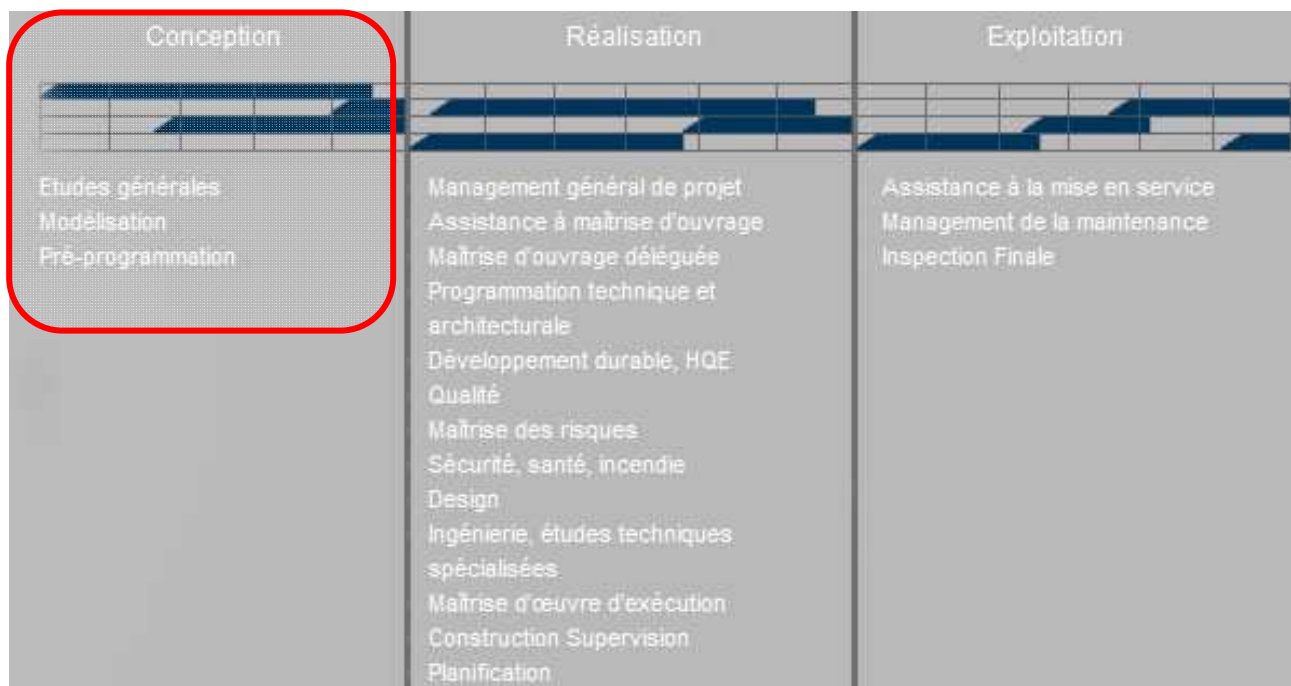 Conception
Etudes générales
Modélisation
Pré-programmation
Réalisation
Management général de projet
Assistance à maîtrise d'ouvrage
Maîtrise d'ouvrage déléguée
Programmation technique et
architecturale
Développement durable, HQE
Qualité
Maîtrise des risques
Sécurité, santé, incendie
Design
Ingénierie, études techniques
spécialisées
Maîtrise d'œuvre d'exécution
Construction Supervision
Planification
Exploitation
Assistance à la mise en service
Management de la maintenance
Inspection Finale